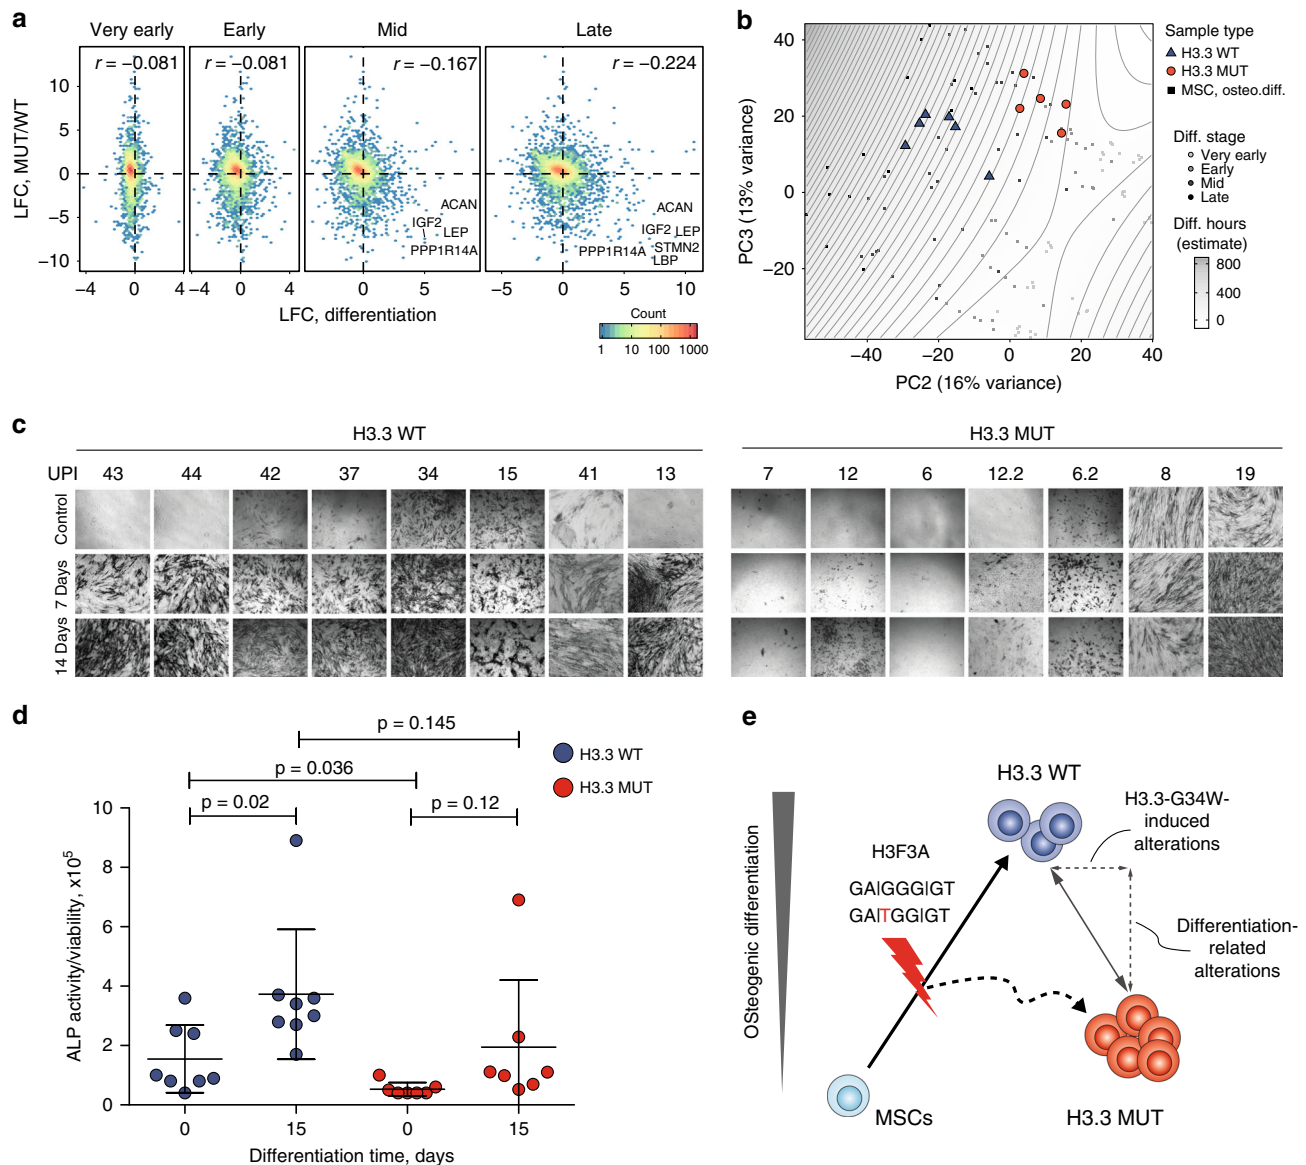 a
Very early
Early
Mid
Late
r = −0.081
r = −0.081
r = −0.167
r = −0.224
LFC, MUT/WT
10
5
0
−5
−10
ACAN
IGF2
LEP
PPP1R14A
ACAN
IGF2
LEP
STMN2
PPP1R14A
LBP
−4 0 4
−4 0 4
0 5
−5 0 5 10
LFC, differentiation
Count
1 10 100 1000
b
40
20
0
−20
PC3 (13% variance)
−40 −20 0 20 40
PC2 (16% variance)
Sample type
H3.3 WT
H3.3 MUT
MSC, osteo.diff.
Diff. stage
Very early
Early
Mid
Late
Diff. hours
(estimate)
800
400
0
c
H3.3 WT
H3.3 MUT
UPI 43 44 42 37 34 15 41 13
7 12 6 12.2 6.2 8 19
Control
7 Days
14 Days
d
p = 0.145
p = 0.036
p = 0.02
p = 0.12
H3.3 WT
H3.3 MUT
ALP activity/viability, x10⁵
10
8
6
4
2
0
0 15 0 15
Differentiation time, days
e
OSteogenic differentiation
H3.3 WT
H3.3-G34W-
induced
alterations
H3F3A
GA|GGG|GT
GA|TGG|GT
Differentiation-
related
alterations
MSCs
H3.3 MUT